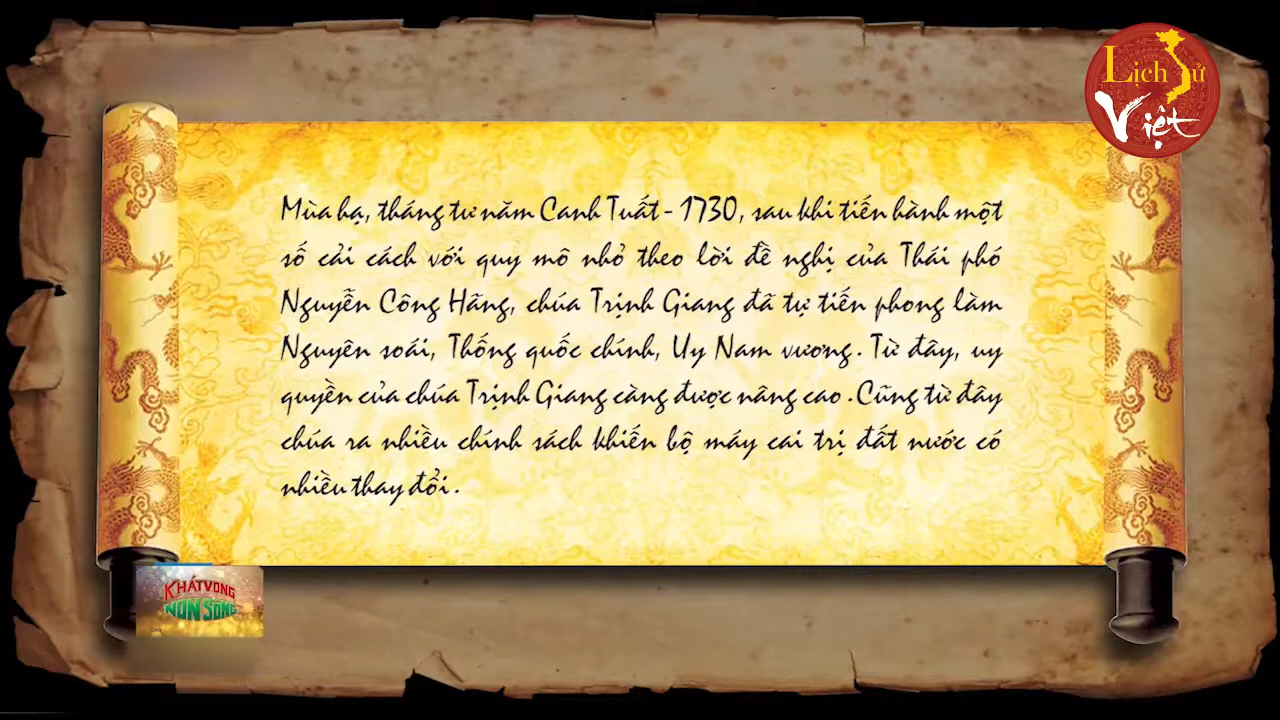 Lịch Sử
Việt
Mùa hạ, tháng tư năm Canh Tuất - 1730, sau khi tiến hành một
số cải cách với quy mô nhỏ theo lời đề nghị của Thái phó
Nguyễn Công Hãng, chúa Trịnh Giang đã tự tiến phong làm
Nguyên soái, Thống quốc chính, Uy Nam vương. Từ đây, uy
quyền của chúa Trịnh Giang càng được nâng cao. Cũng từ đây
chúa ra nhiều chính sách khiến bộ máy cai trị đất nước có
nhiều thay đổi.
KHÁT VỌNG
NON SÔNG